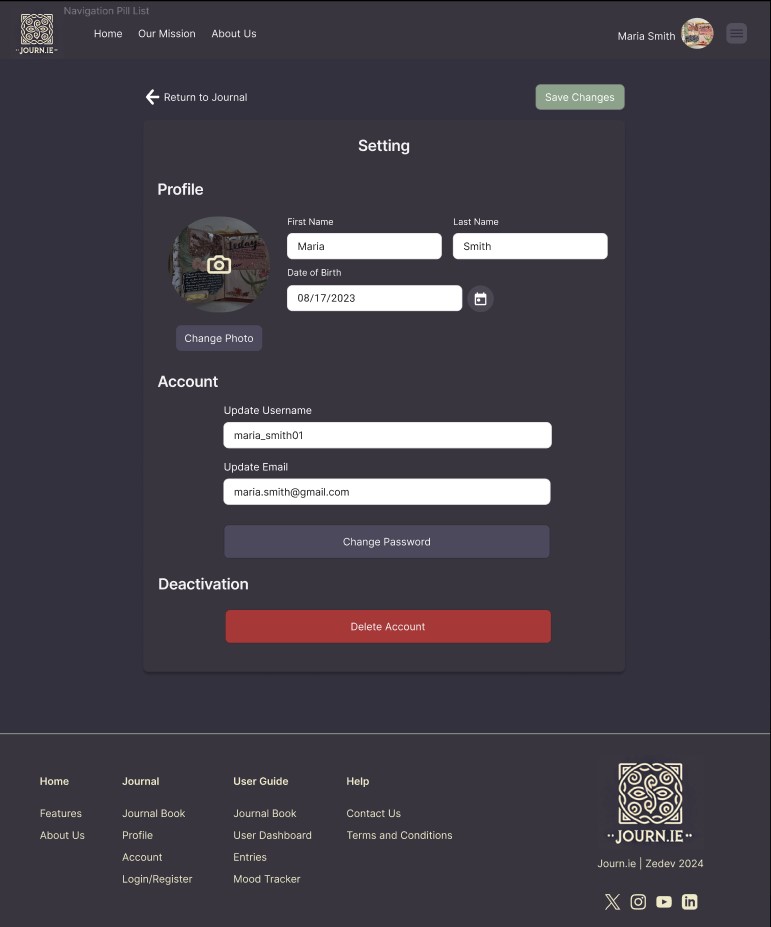 Navigation Pill List
··JOURN.IE··
Home Our Mission About Us
Maria Smith
Return to Journal
Save Changes
Setting
Profile
First Name
Last Name
Maria
Smith
Date of Birth
08/17/2023
Change Photo
Account
Update Username
maria_smith01
Update Email
maria.smith@gmail.com
Change Password
Deactivation
Delete Account
Home
Features
About Us
Journal
Journal Book
Profile
Account
Login/Register
User Guide
Journal Book
User Dashboard
Entries
Mood Tracker
Help
Contact Us
Terms and Conditions
··JOURN.IE··
Journ.ie | Zedev 2024